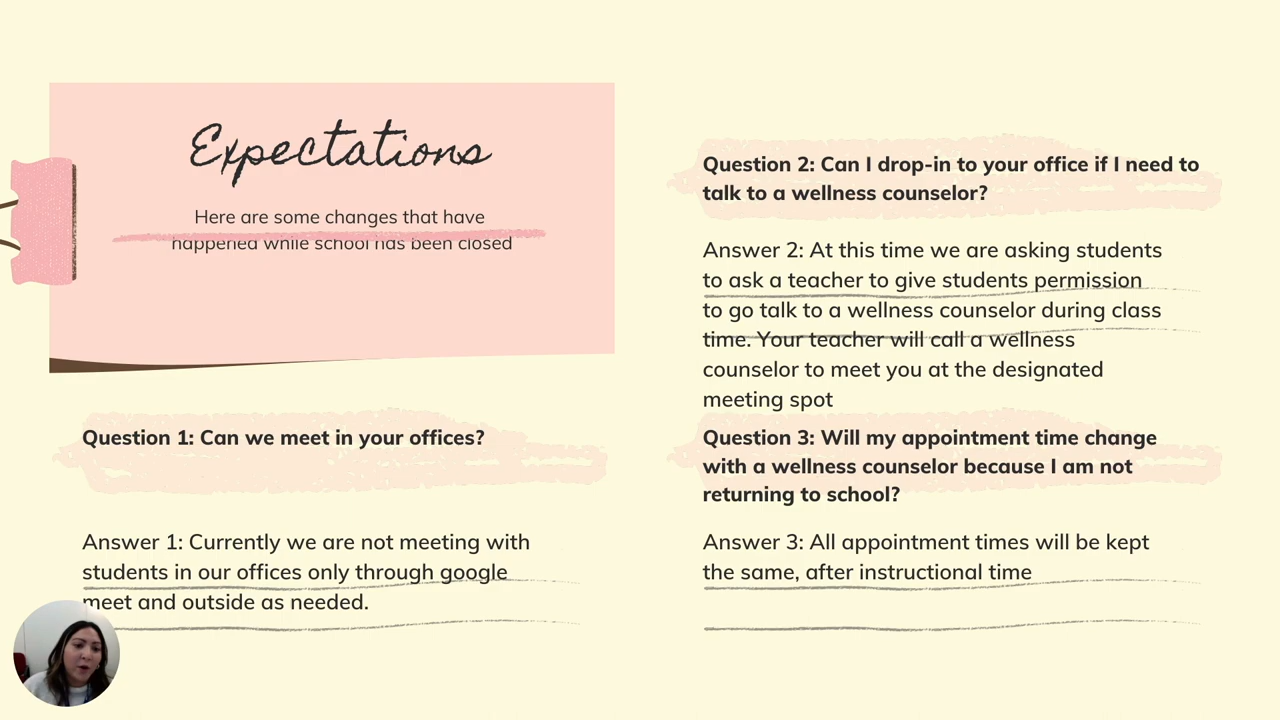 Expectations
Here are some changes that have
happened while school has been closed
Question 1: Can we meet in your offices?
Answer 1: Currently we are not meeting with
students in our offices only through google
meet and outside as needed.
Question 2: Can I drop-in to your office if I need to
talk to a wellness counselor?
Answer 2: At this time we are asking students
to ask a teacher to give students permission
to go talk to a wellness counselor during class
time. Your teacher will call a wellness
counselor to meet you at the designated
meeting spot
Question 3: Will my appointment time change
with a wellness counselor because I am not
returning to school?
Answer 3: All appointment times will be kept
the same, after instructional time